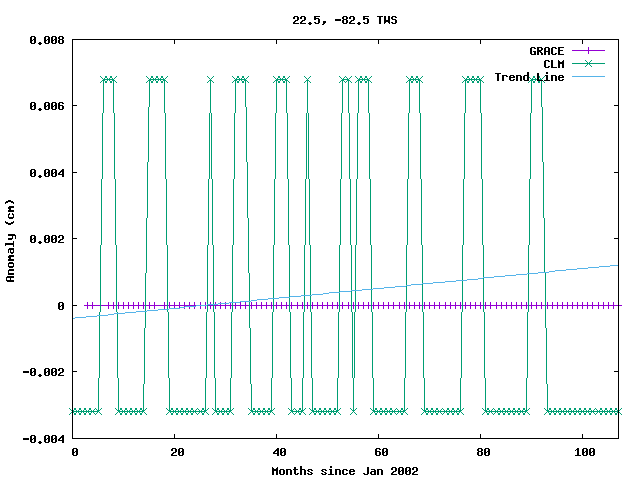 22.5, -82.5 TWS
GRACE
CLM
Trend Line
0.008
0.006
0.004
0.002
0
-0.002
-0.004
Anomaly (cm)
0 20 40 60 80 100
Months since Jan 2002